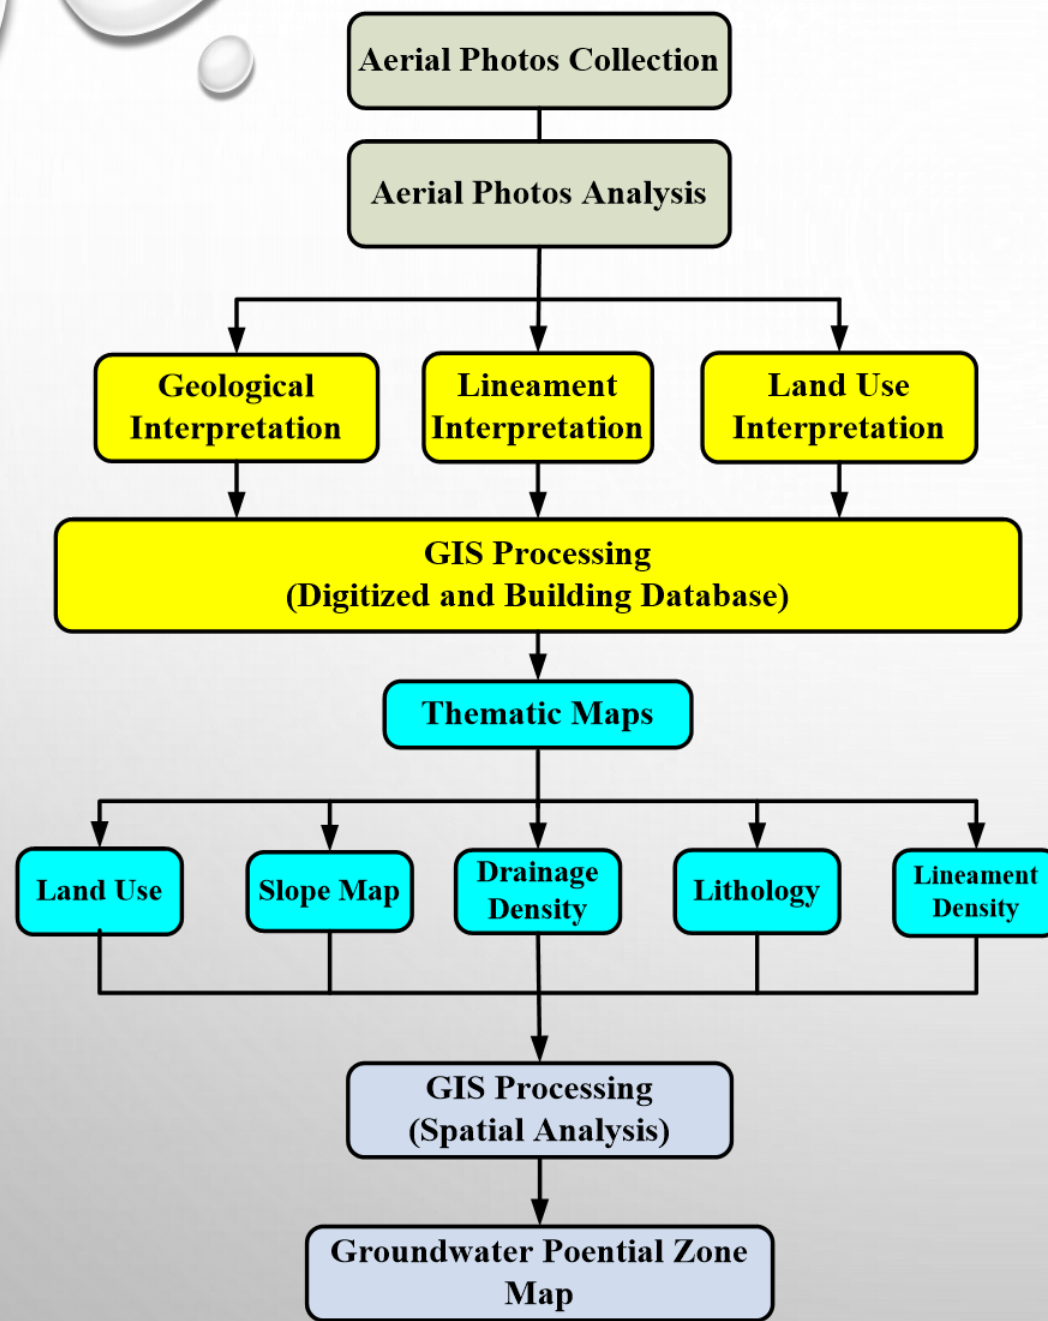 Aerial Photos Collection
Aerial Photos Analysis
Geological
Interpretation
Lineament
Interpretation
Land Use
Interpretation
GIS Processing
(Digitized and Building Database)
Thematic Maps
Land Use
Slope Map
Drainage
Density
Lithology
Lineament
Density
GIS Processing
(Spatial Analysis)
Groundwater Poential Zone
Map